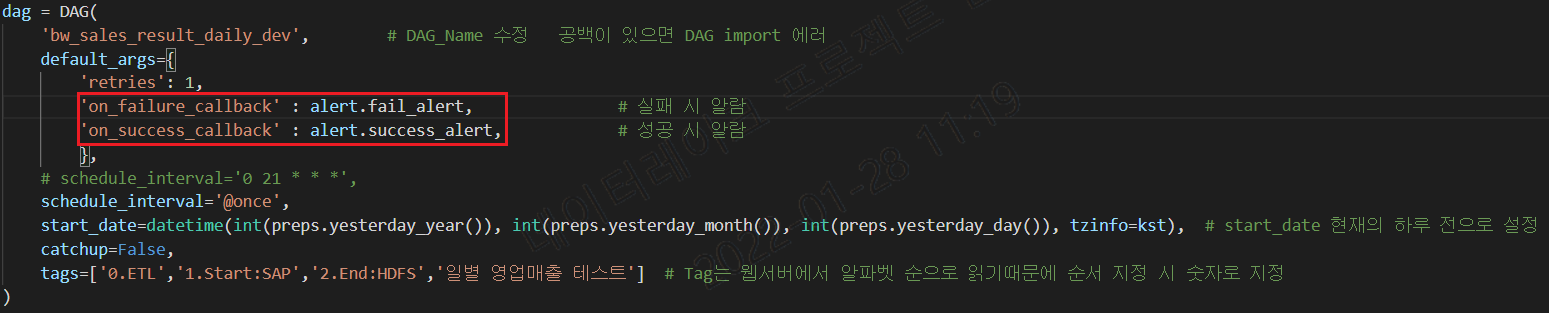 dag = DAG(
    'bw_sales_result_daily_dev',        # DAG_Name 수정   공백이 있으면 DAG import 에러
    default_args={
        'retries': 1,
        'on_failure_callback' : alert.fail_alert,              # 실패 시 알람
        'on_success_callback' : alert.success_alert,           # 성공 시 알람
        },
    # schedule_interval='0 21 * * *',
    schedule_interval='@once',
    start_date=datetime(int(preps.yesterday_year()), int(preps.yesterday_month()), int(preps.yesterday_day()), tzinfo=kst),  # start_date 현재의 하루 전으로 설정
    catchup=False,
    tags=['0.ETL','1.Start:SAP','2.End:HDFS','일별 영업매출 테스트']  # Tag는 웹서버에서 알파벳 순으로 읽기때문에 순서 지정 시 숫자로 지정
)
데이터레이크 프로젝트
2022-01-28 11:19